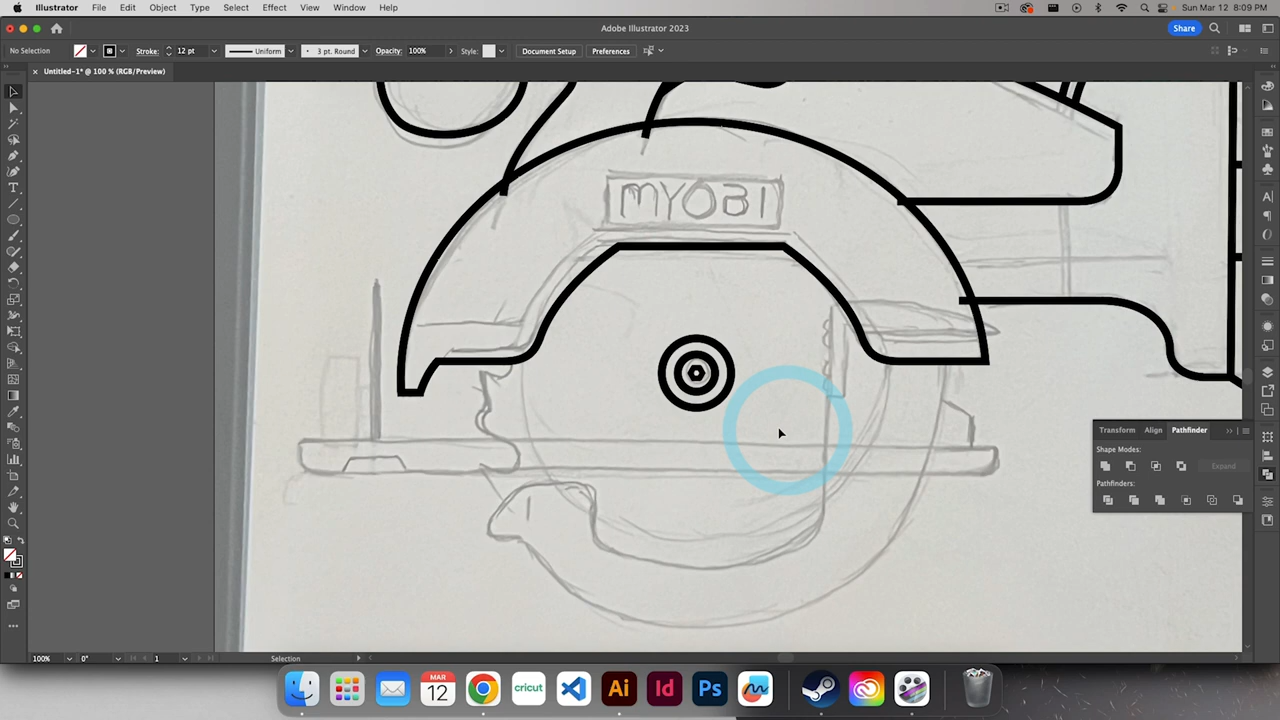 Illustrator File Edit Object Type Select Effect View Window Help
Sun Mar 12 8:09 PM
Adobe Illustrator 2023
Share
No Selection
Stroke: 12 pt
Uniform
3 pt. Round
Opacity: 100%
Style:
Document Setup
Preferences
× Untitled-1* @ 100 % (RGB/Preview)
MYOBI
Transform Align Pathfinder
Shape Modes:
Expand
Pathfinders:
100% 0° 1 Selection
MAR
12
cricut
Ai
Id
Ps